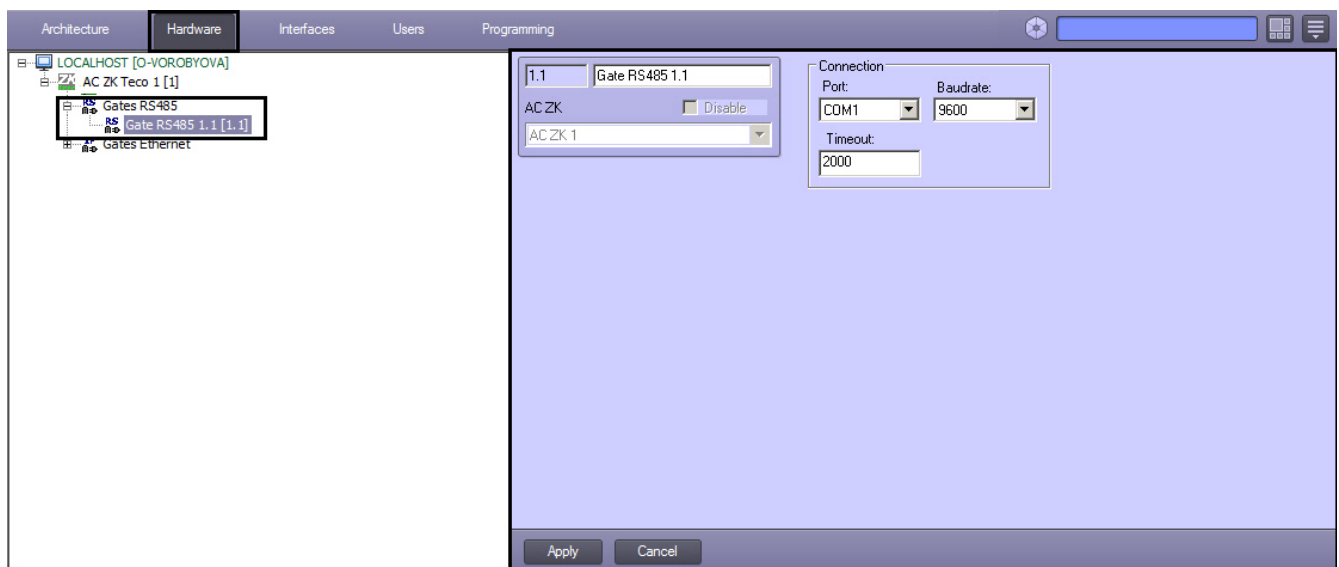 Architecture Hardware Interfaces Users Programming
LOCALHOST [O-VOROBYOVA]
AC ZK Teco 1 [1]
Gates RS485
Gate RS485 1.1 [1.1]
Gates Ethernet
1.1 Gate RS485 1.1
AC ZK Disable
AC ZK 1
Connection
Port: Baudrate:
COM1 9600
Timeout:
2000
Apply Cancel